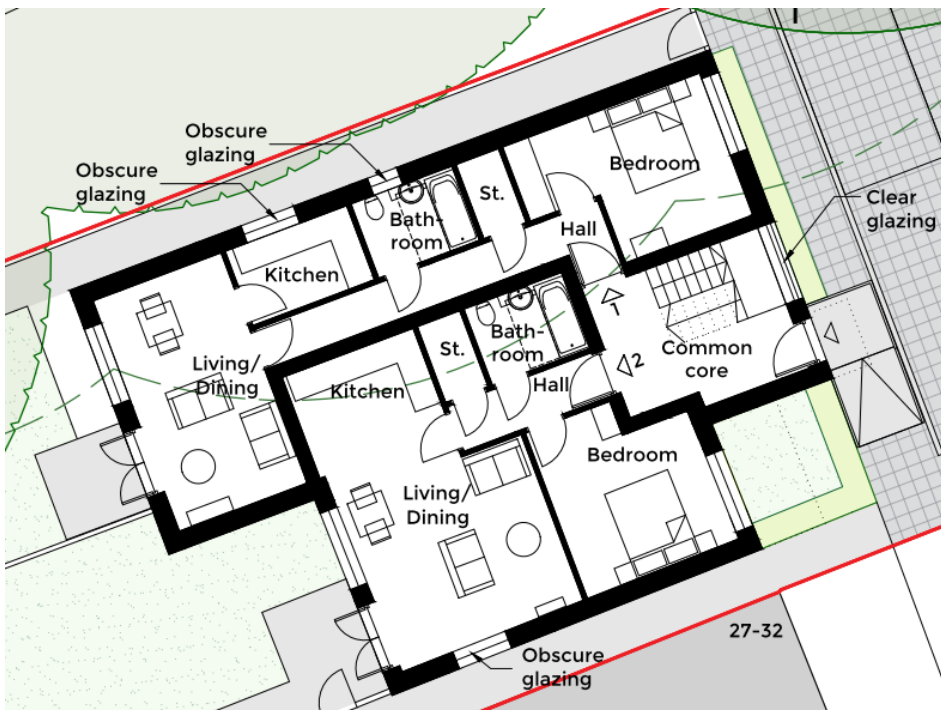 Obscure
glazing
Obscure
glazing
Bedroom
Clear
glazing
St.
Bath-
room
Hall
Kitchen
1
Bath-
room
St.
Common
core
2
Living/
Dining
Kitchen
Hall
Bedroom
Living/
Dining
27-32
Obscure
glazing